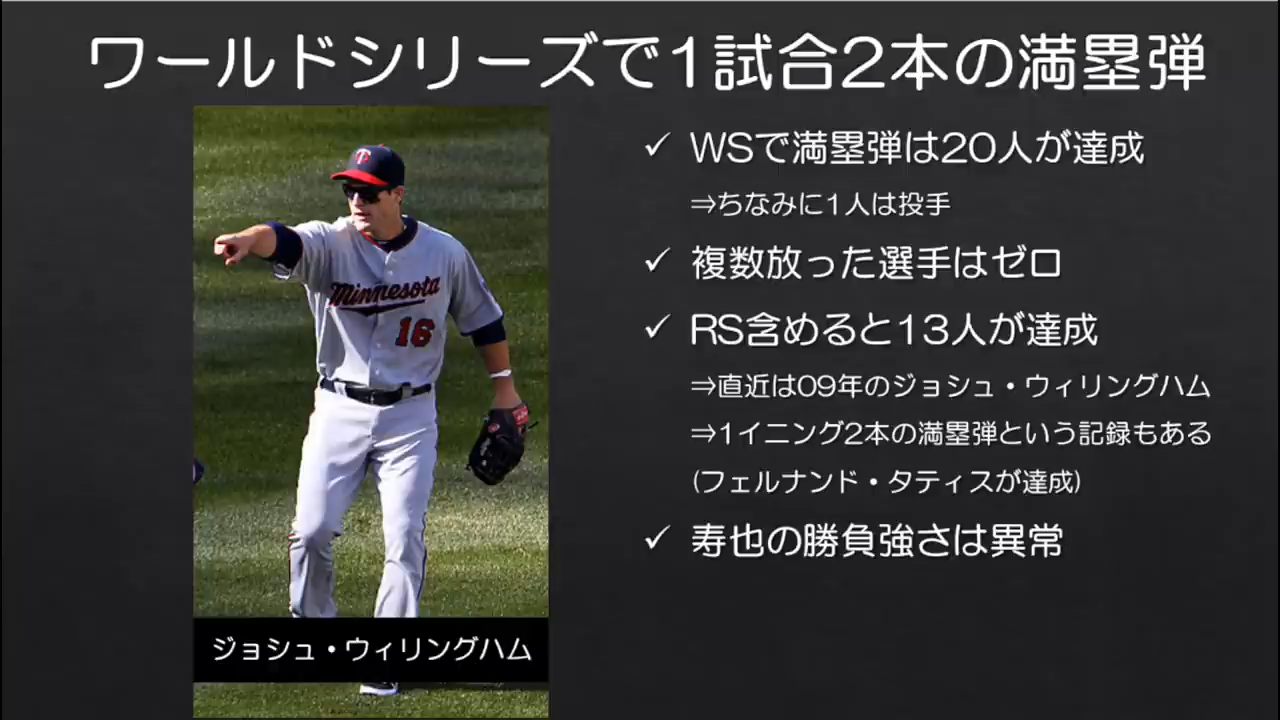 ワールドシリーズで1試合2本の満塁弾
✓ WSで満塁弾は20人が達成
⇒ちなみに1人は投手
✓ 複数放った選手はゼロ
✓ RS含めると13人が達成
⇒直近は09年のジョシュ・ウィリングハム
⇒1イニング2本の満塁弾という記録もある
(フェルナンド・タティスが達成)
✓ 寿也の勝負強さは異常
T
Minnesota
16
ジョシュ・ウィリングハム